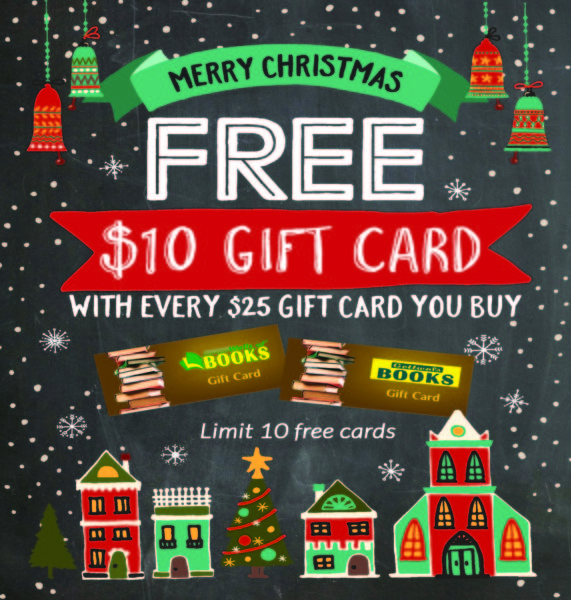 MERRY CHRISTMAS
FREE
$10 GIFT CARD
WITH EVERY $25 GIFT CARD YOU BUY
BOOKS
Gift Card
BOOKS
Gift Card
Limit 10 free cards